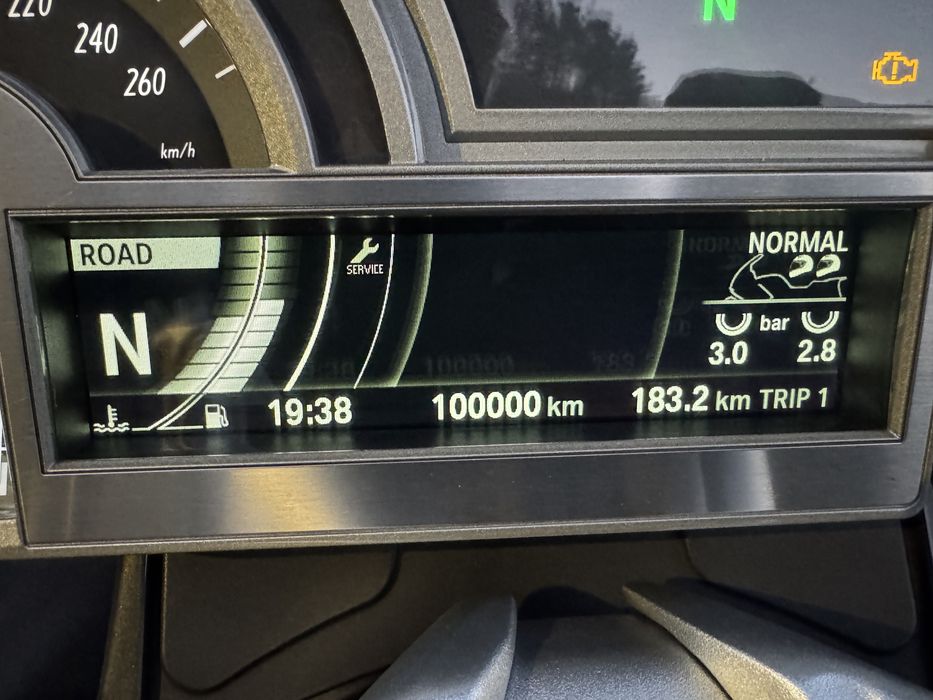 220
240
260
km/h
N
ROAD
N
SERVICE
NORMAL
bar
3.0 2.8
19:38 100000 km 183.2 km TRIP 1